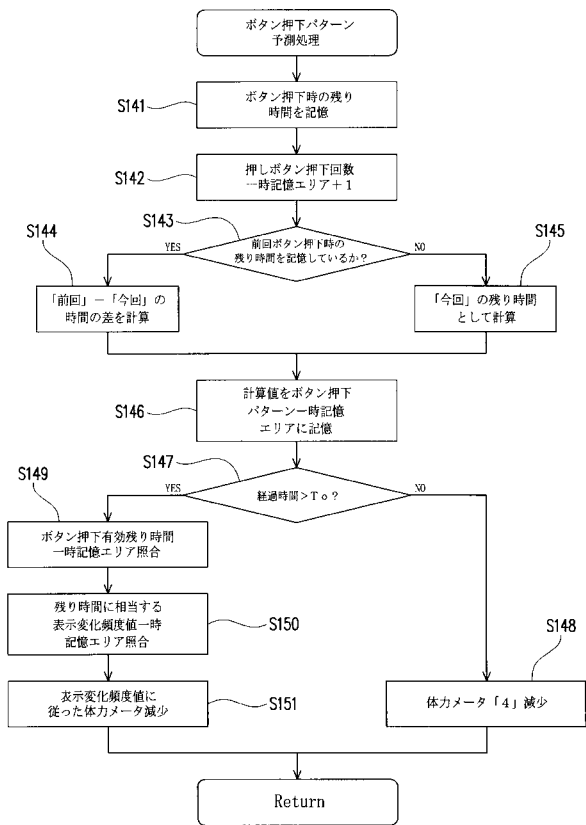 ボタン押下パターン
予測処理
S141
ボタン押下時の残り
時間を記憶
S142
押しボタン押下回数
一時記憶エリア+1
S143
前回ボタン押下時の
残り時間を記憶しているか?
YES
NO
S144
「前回」-「今回」の
時間の差を計算
S145
「今回」の残り時間
として計算
S146
計算値をボタン押下
パターン一時記憶
エリアに記憶
S147
経過時間>To?
YES
NO
S149
ボタン押下有効残り時間
一時記憶エリア照合
S150
残り時間に相当する
表示変化頻度値一時
記憶エリア照合
S151
表示変化頻度値に
従った体力メータ減少
S148
体力メータ「4」減少
Return